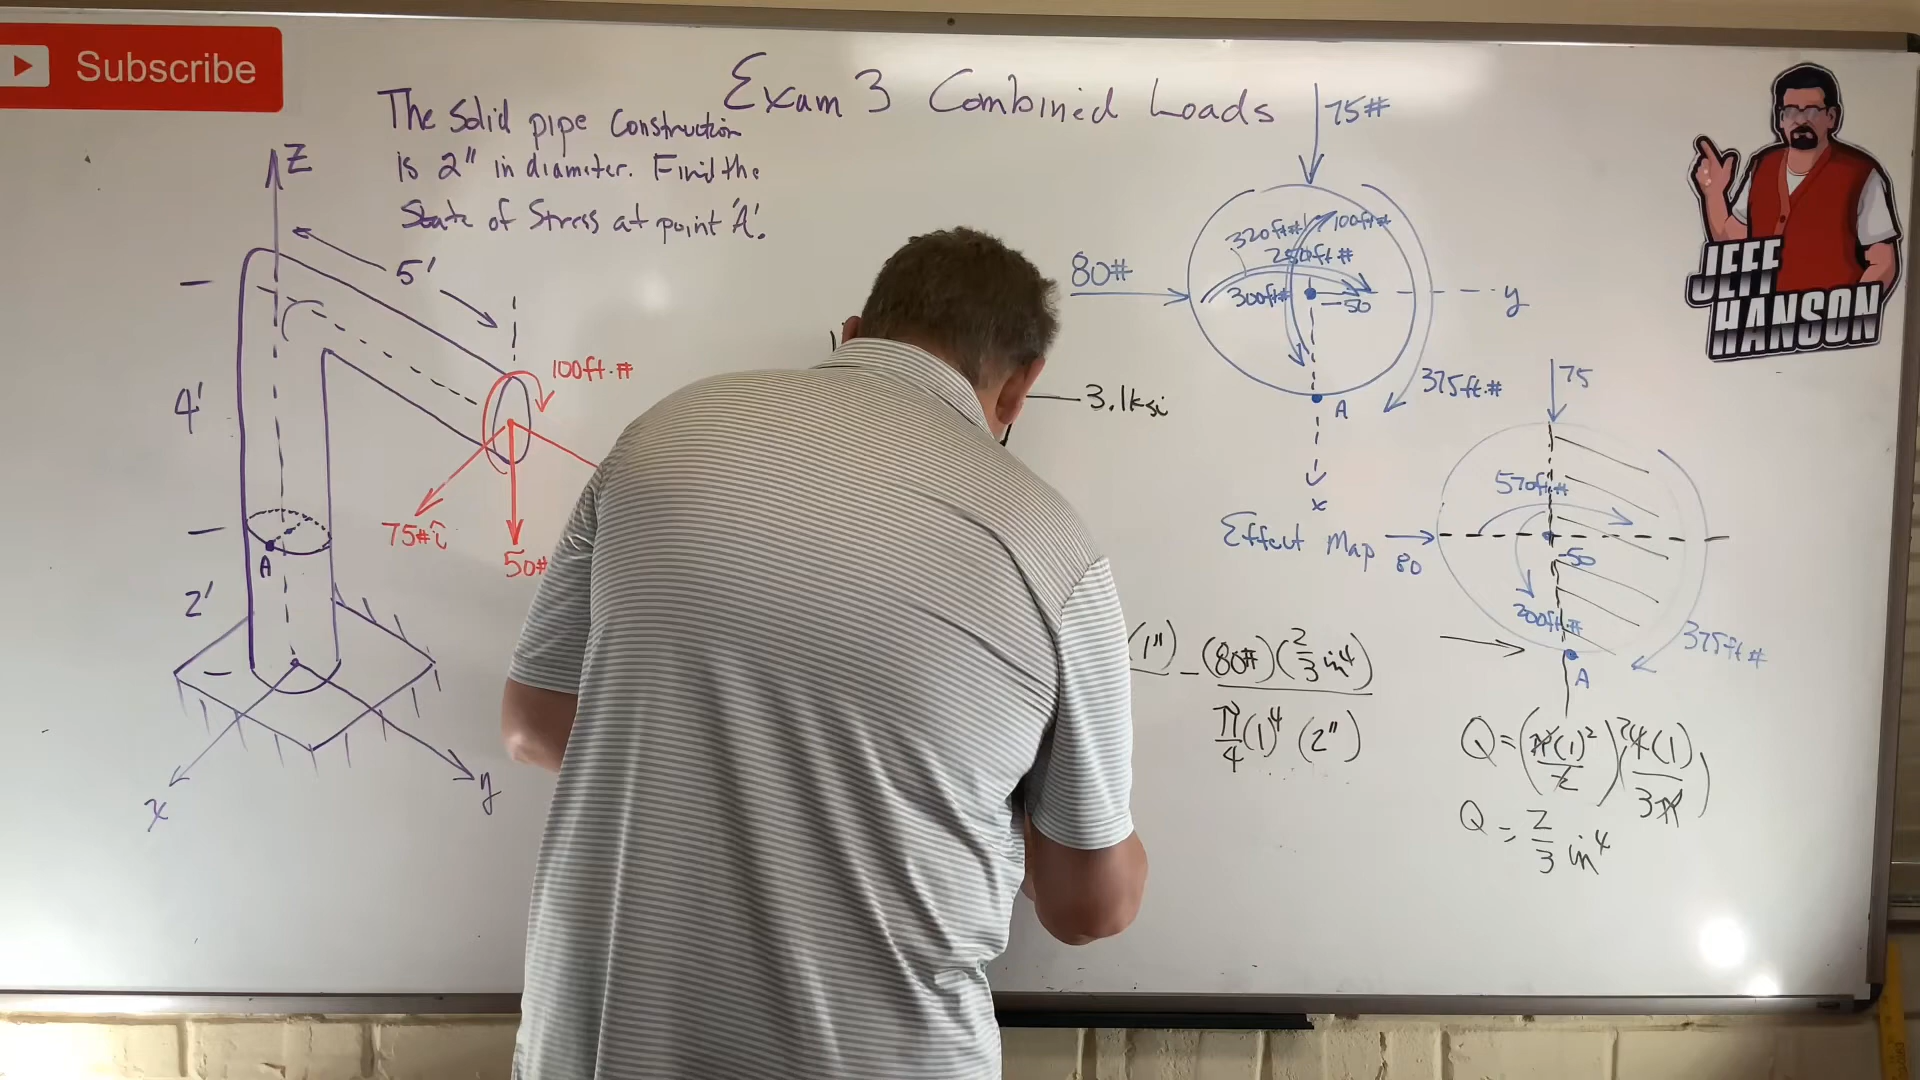 Subscribe
Exam 3 Combined Loads
The Solid pipe Construction
is 2" in diameter. Find the
State of Stress at point 'A'.
Z
5'
4'
2'
A
x
y
100ft·#
75#î
50#
75#
80#
320ft#
100ft#
250ft#
300ft#
-50
y
375ft·#
A
x
3.1ksi
Effect Map
75
80
570ft·#
-50
200ft·#
375ft#
A
(1") - (80#)(2/3 in⁴)
π/4(1)⁴ (2")
Q = (π(1)²/2)(4(1)/3π)
2
Q = 2/3 in⁴
JEFF
HANSON